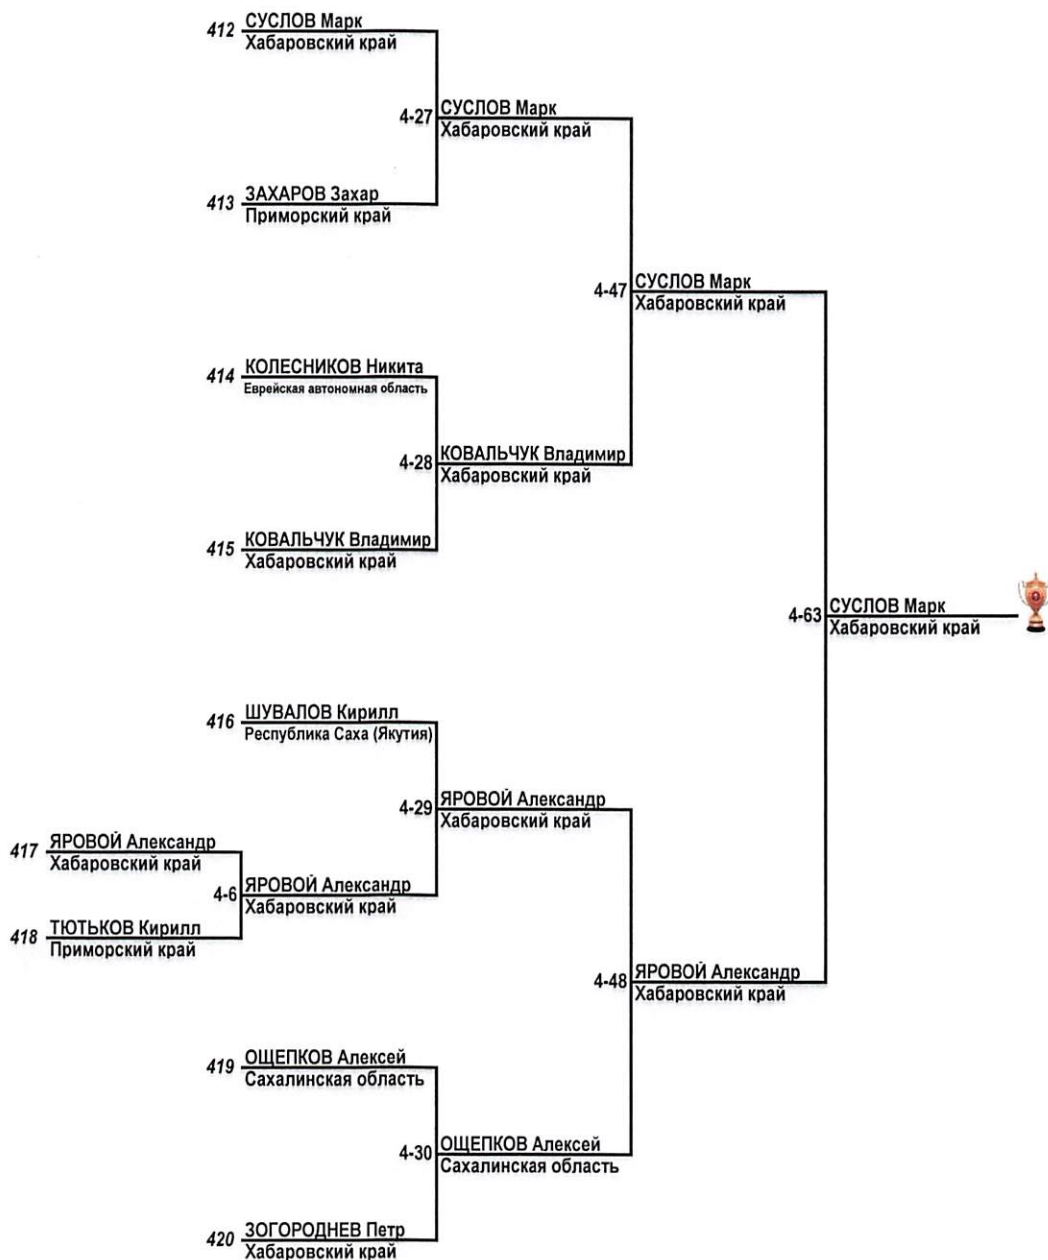 412 СУСЛОВ Марк
Хабаровский край
4-27 СУСЛОВ Марк
Хабаровский край
413 ЗАХАРОВ Захар
Приморский край
4-47 СУСЛОВ Марк
Хабаровский край
414 КОЛЕСНИКОВ Никита
Еврейская автономная область
4-28 КОВАЛЬЧУК Владимир
Хабаровский край
415 КОВАЛЬЧУК Владимир
Хабаровский край
4-63 СУСЛОВ Марк
Хабаровский край
416 ШУВАЛОВ Кирилл
Республика Саха (Якутия)
4-29 ЯРОВОЙ Александр
Хабаровский край
417 ЯРОВОЙ Александр
Хабаровский край
4-6 ЯРОВОЙ Александр
Хабаровский край
418 ТЮТЬКОВ Кирилл
Приморский край
4-48 ЯРОВОЙ Александр
Хабаровский край
419 ОЩЕПКОВ Алексей
Сахалинская область
4-30 ОЩЕПКОВ Алексей
Сахалинская область
420 ЗОГОРОДНЕВ Петр
Хабаровский край